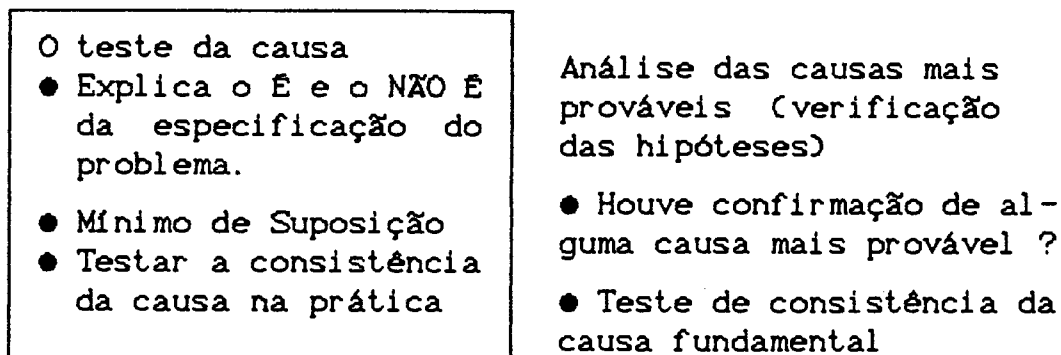 O teste da causa
● Explica o É e o NÃO É
da especificação do
problema.
● Mínimo de Suposição
● Testar a consistência
da causa na prática
Análise das causas mais
prováveis (verificação
das hipóteses)
● Houve confirmação de al-
guma causa mais provável ?
● Teste de consistência da
causa fundamental